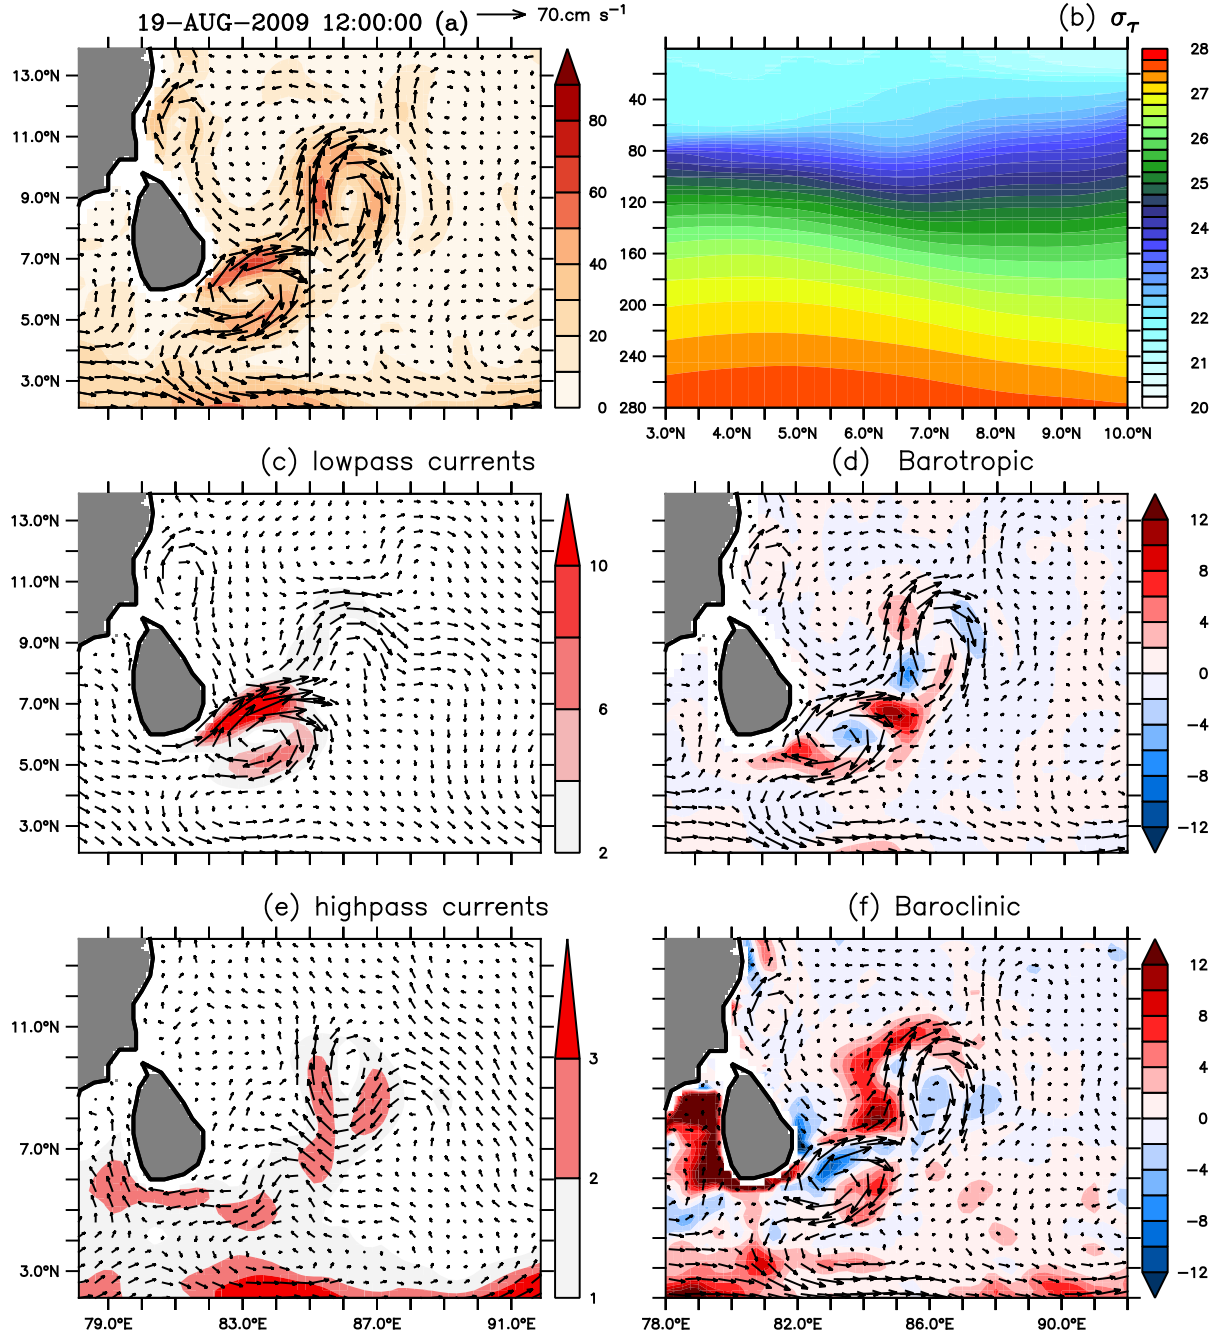 19-AUG-2009 12:00:00 (a)
70.cm s⁻¹
13.0°N
11.0°N
9.0°N
7.0°N
5.0°N
3.0°N
80
60
40
20
0
(b) σ_τ
40
80
120
160
200
240
280
3.0°N 4.0°N 5.0°N 6.0°N 7.0°N 8.0°N 9.0°N 10.0°N
28
27
26
25
24
23
22
21
20
(c) lowpass currents
13.0°N
11.0°N
9.0°N
7.0°N
5.0°N
3.0°N
10
6
2
(d) Barotropic
12
8
4
0
−4
−8
−12
(e) highpass currents
11.0°N
7.0°N
3.0°N
79.0°E 83.0°E 87.0°E 91.0°E
3
2
1
(f) Baroclinic
78.0°E 82.0°E 86.0°E 90.0°E
12
8
4
0
−4
−8
−12